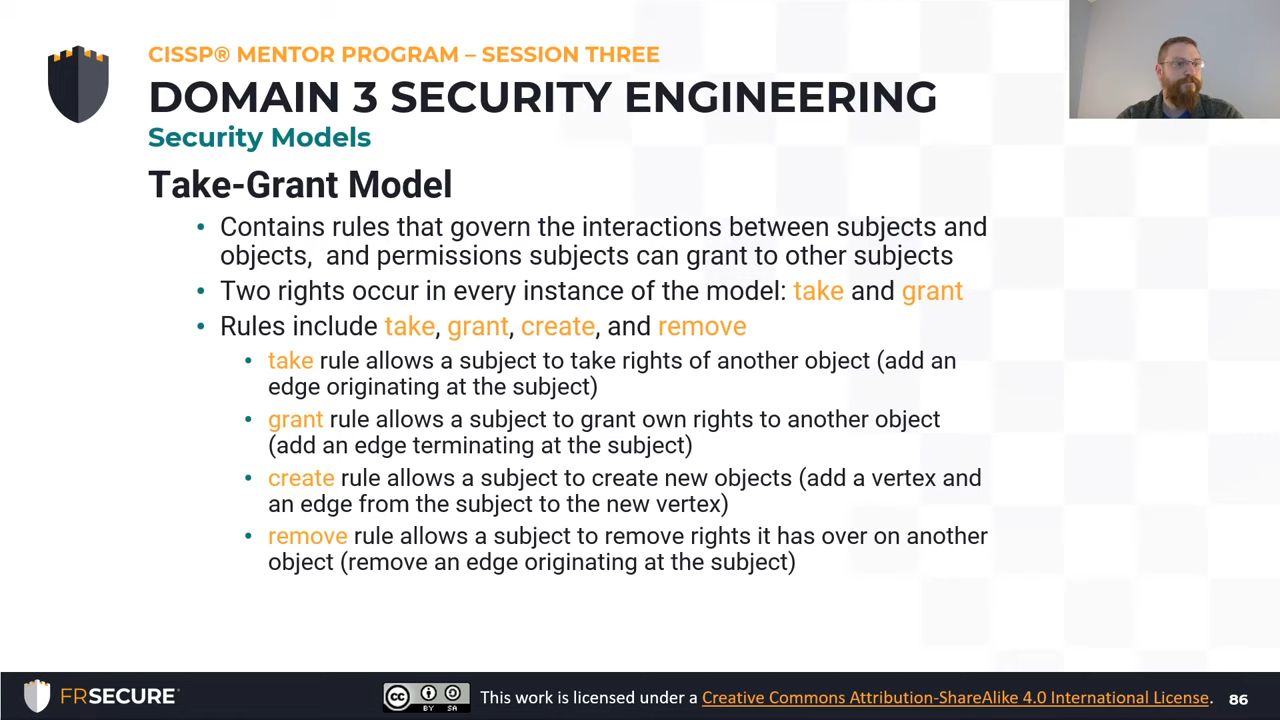 CISSP® MENTOR PROGRAM – SESSION THREE
DOMAIN 3 SECURITY ENGINEERING
Security Models
Take-Grant Model
• Contains rules that govern the interactions between subjects and
objects,  and permissions subjects can grant to other subjects
• Two rights occur in every instance of the model: take and grant
• Rules include take, grant, create, and remove
• take rule allows a subject to take rights of another object (add an
edge originating at the subject)
• grant rule allows a subject to grant own rights to another object
(add an edge terminating at the subject)
• create rule allows a subject to create new objects (add a vertex and
an edge from the subject to the new vertex)
• remove rule allows a subject to remove rights it has over on another
object (remove an edge originating at the subject)
FRSECURE
cc BY SA
This work is licensed under a Creative Commons Attribution-ShareAlike 4.0 International License.
86